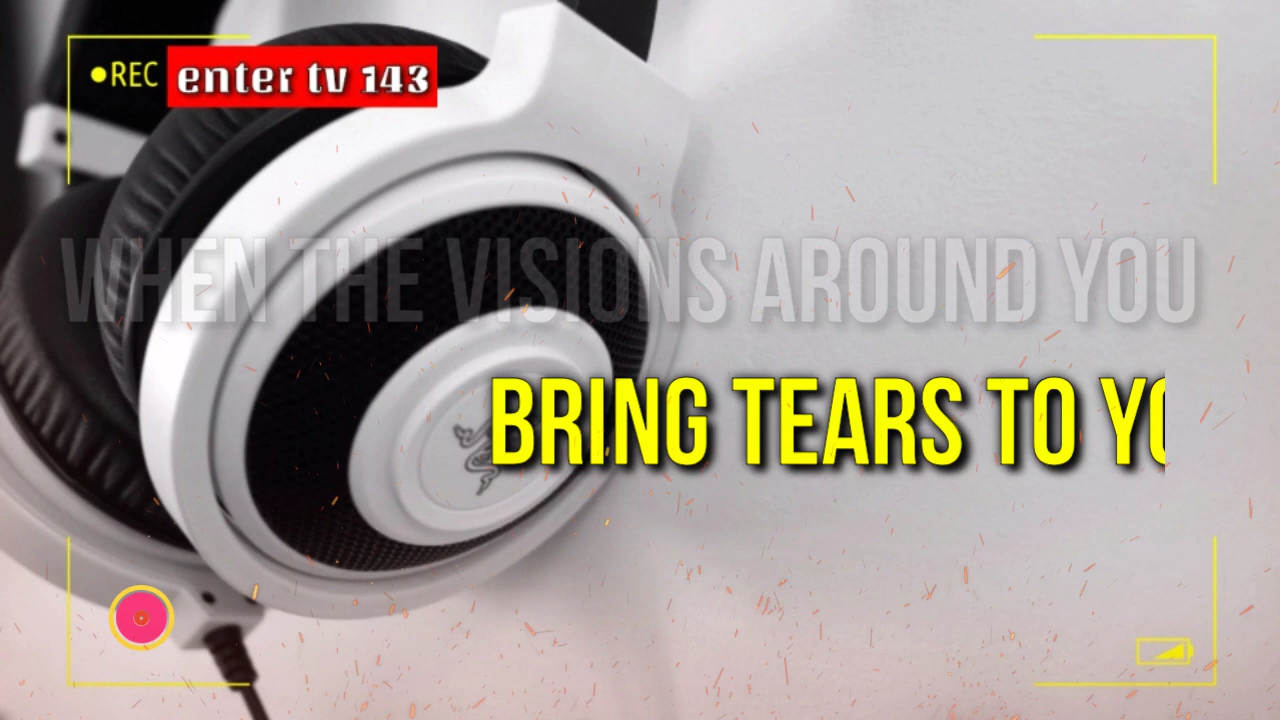 REC
enter tv 143
WHEN THE VISIONS AROUND YOU
BRING TEARS TO